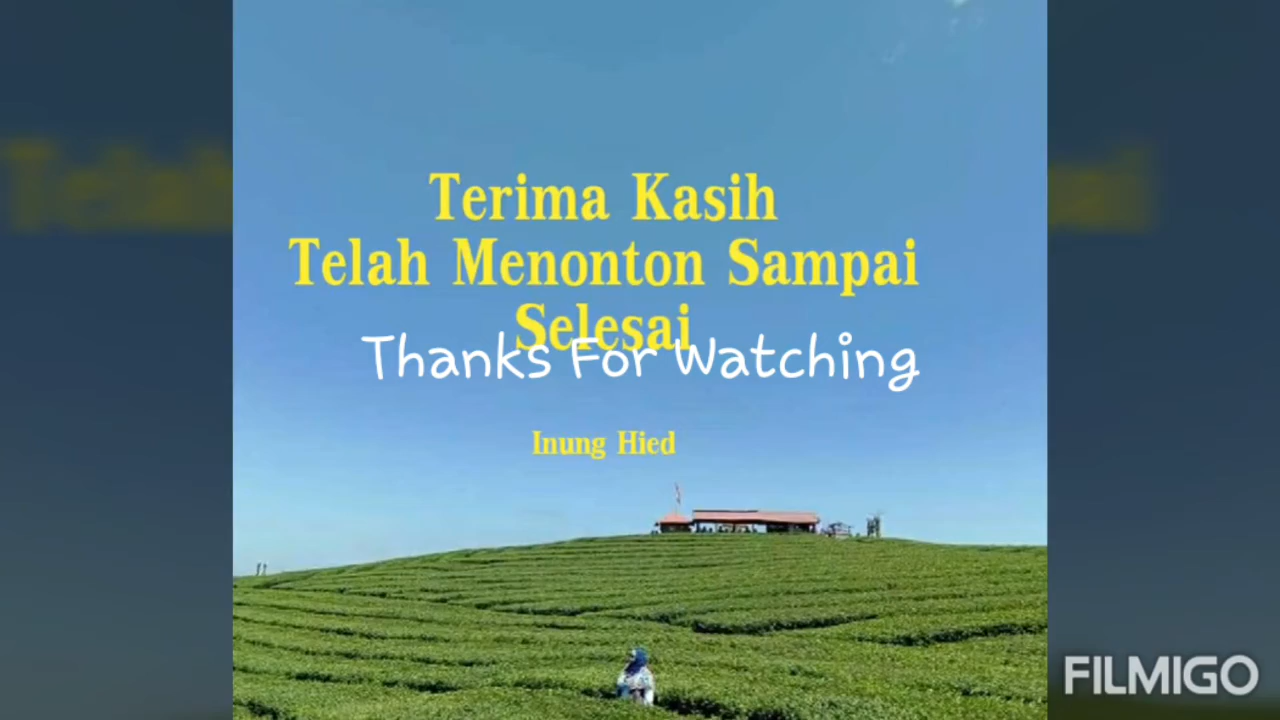 Terima Kasih
Telah Menonton Sampai
Selesai
Thanks For Watching
Inung Hied
FILMIGO